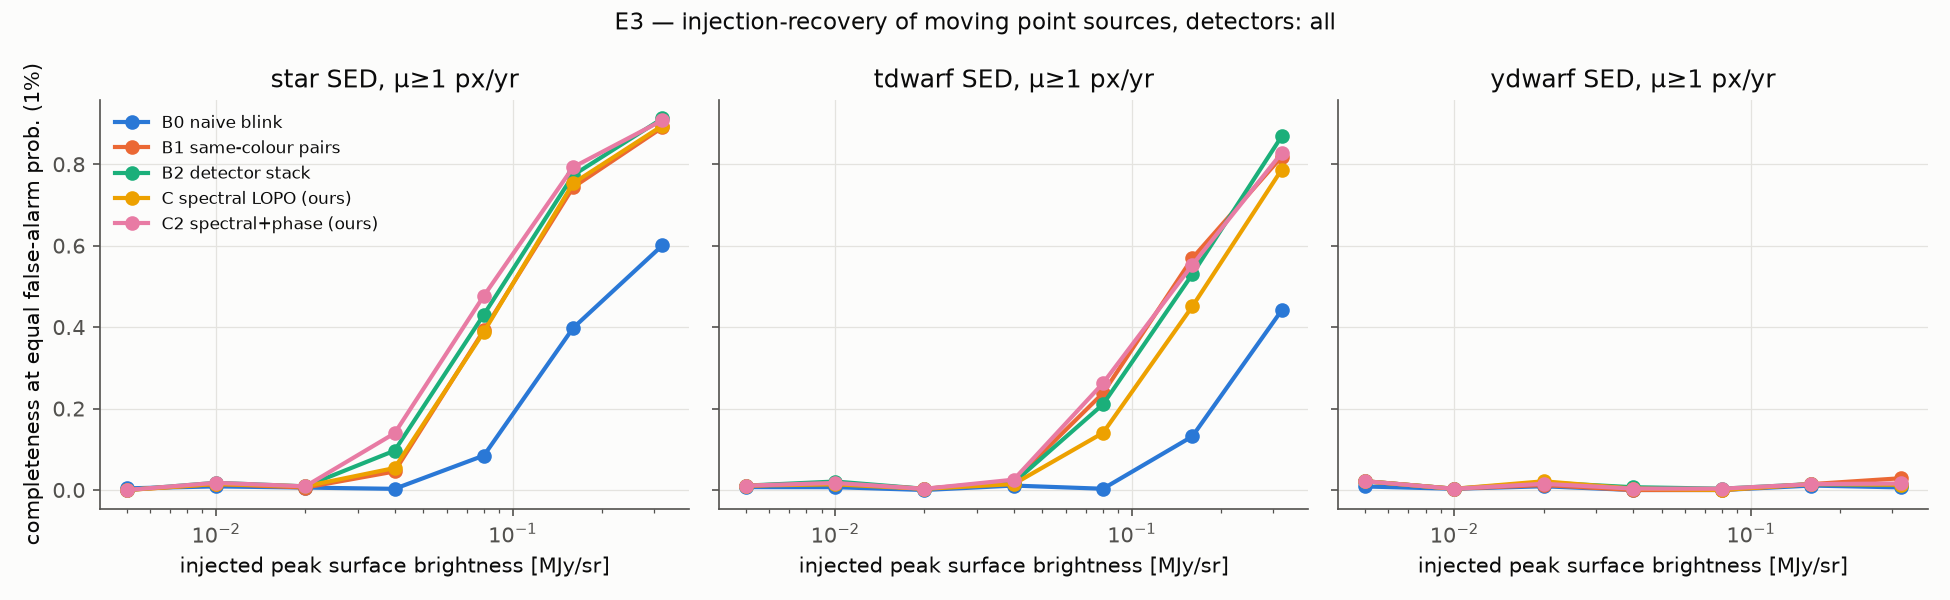 E3 — injection-recovery of moving point sources, detectors: all
completeness at equal false-alarm prob. (1%)
star SED, μ≥1 px/yr
B0 naive blink
B1 same-colour pairs
B2 detector stack
C spectral LOPO (ours)
C2 spectral+phase (ours)
0.8
0.6
0.4
0.2
0.0
10⁻²
10⁻¹
injected peak surface brightness [MJy/sr]
tdwarf SED, μ≥1 px/yr
10⁻²
10⁻¹
injected peak surface brightness [MJy/sr]
ydwarf SED, μ≥1 px/yr
10⁻²
10⁻¹
injected peak surface brightness [MJy/sr]